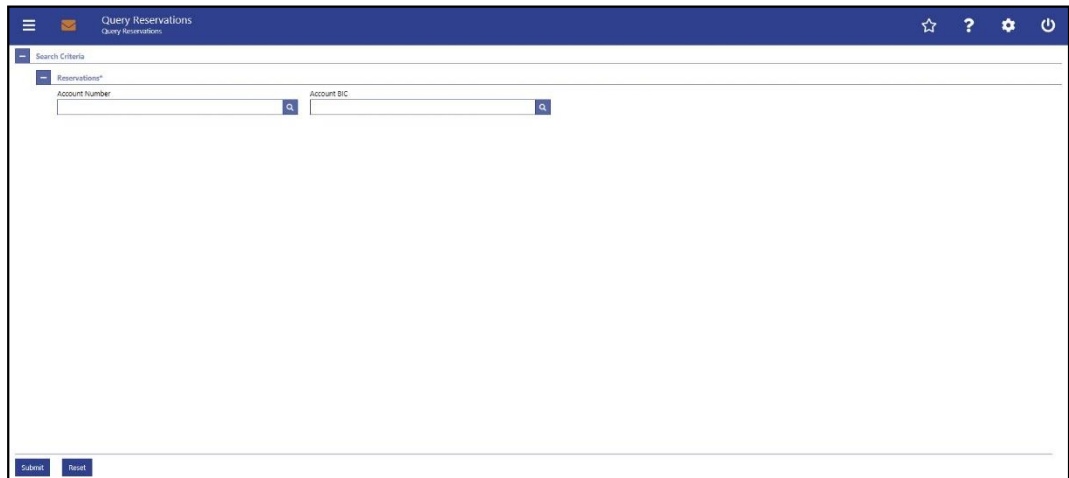 Query Reservations
Query Reservations
Search Criteria
Reservations*
Account Number Account BIC
Submit Reset